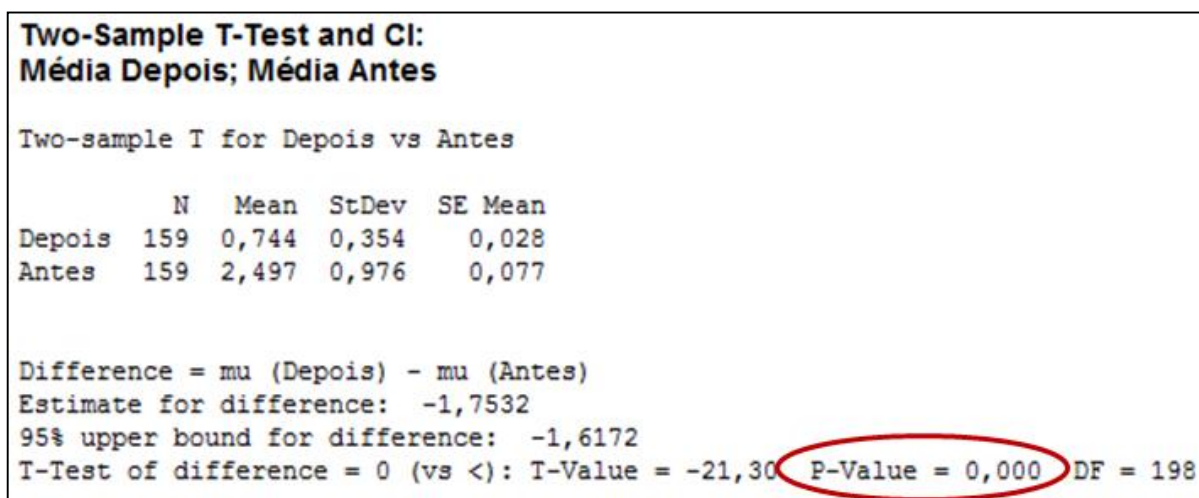 Two-Sample T-Test and CI:
Média Depois; Média Antes
Two-sample T for Depois vs Antes
N Mean StDev SE Mean
Depois 159 0,744 0,354 0,028
Antes 159 2,497 0,976 0,077
Difference = mu (Depois) - mu (Antes)
Estimate for difference: -1,7532
95% upper bound for difference: -1,6172
T-Test of difference = 0 (vs <): T-Value = -21,30 P-Value = 0,000 DF = 198